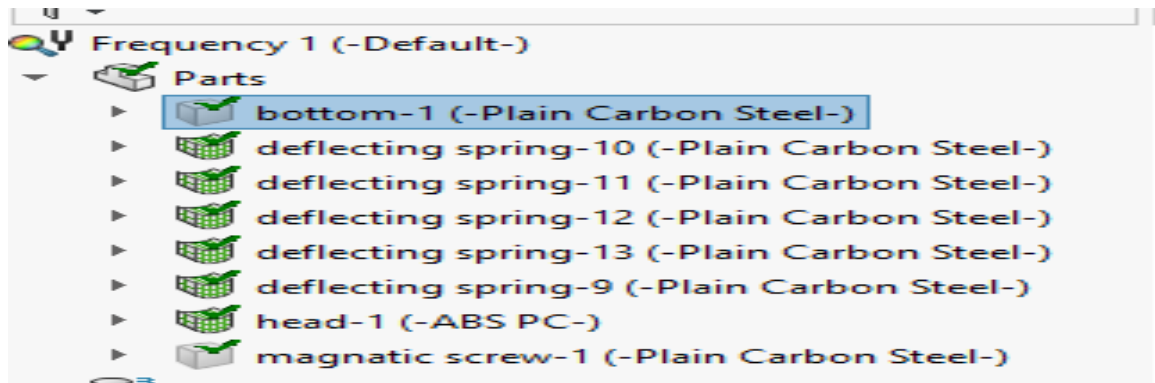 Frequency 1 (-Default-)
Parts
bottom-1 (-Plain Carbon Steel-)
deflecting spring-10 (-Plain Carbon Steel-)
deflecting spring-11 (-Plain Carbon Steel-)
deflecting spring-12 (-Plain Carbon Steel-)
deflecting spring-13 (-Plain Carbon Steel-)
deflecting spring-9 (-Plain Carbon Steel-)
head-1 (-ABS PC-)
magnatic screw-1 (-Plain Carbon Steel-)